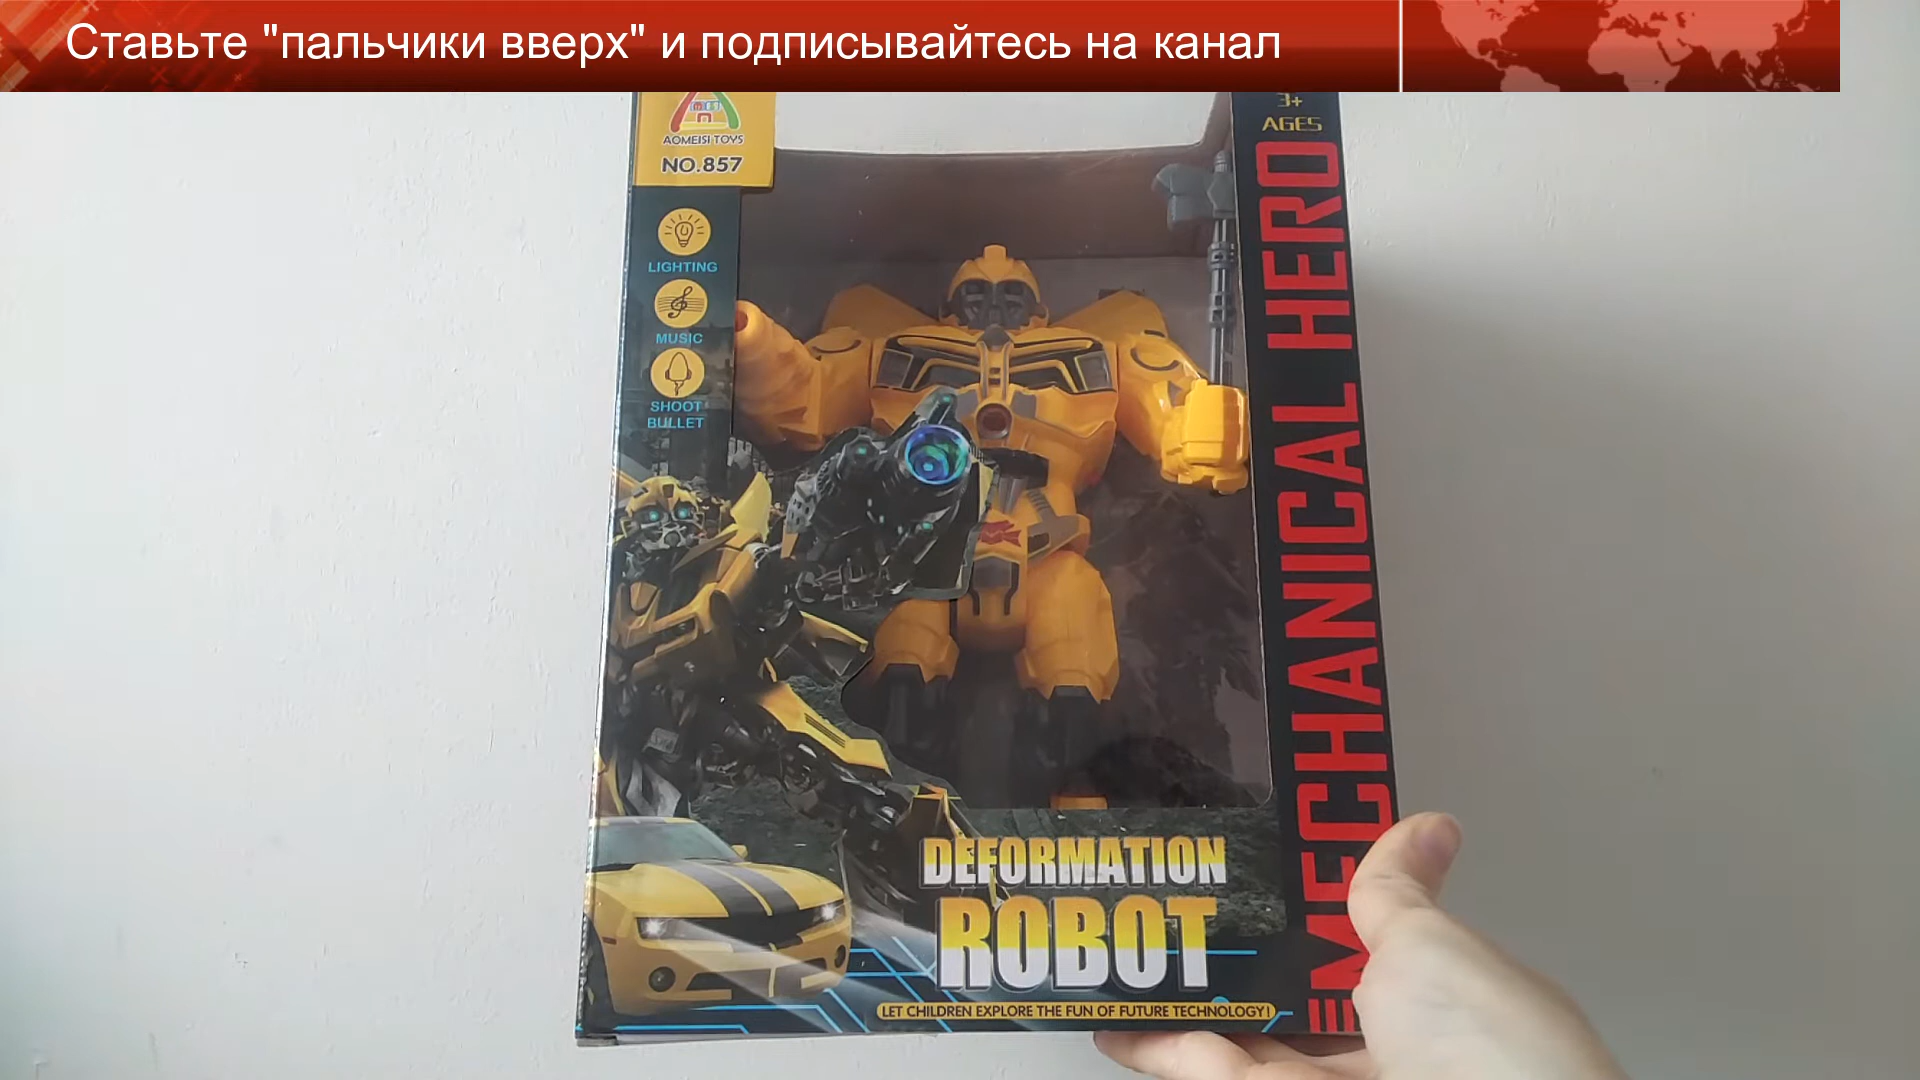 Ставьте "пальчики вверх" и подписывайтесь на канал
AOMEISI TOYS
NO.857
3+
AGES
LIGHTING
MUSIC
SHOOT
BULLET
MECHANICAL HERO
DEFORMATION
ROBOT
LET CHILDREN EXPLORE THE FUN OF FUTURE TECHNOLOGY!